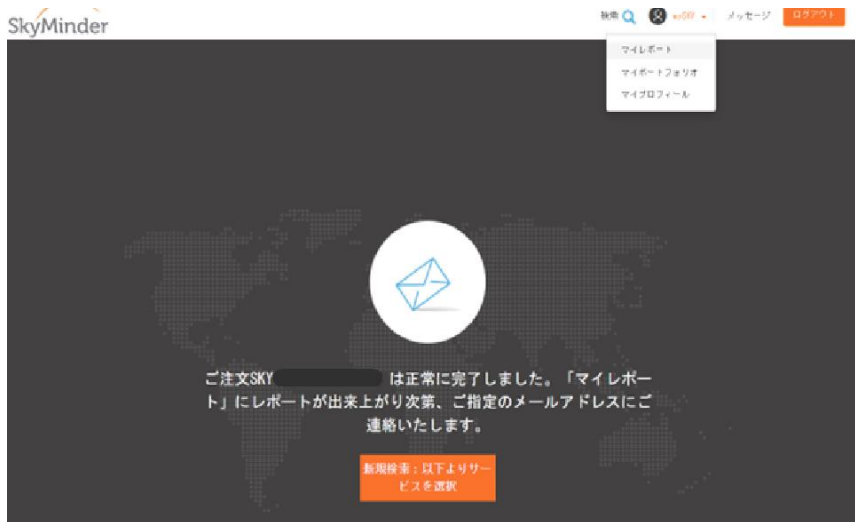 SkyMinder
検索
メッセージ
ログアウト
マイレポート
マイポートフォリオ
マイプロフィール
ご注文SKY は正常に完了しました。「マイレポー
ト」にレポートが出来上がり次第、ご指定のメールアドレスにご
連絡いたします。
新規検索：以下よりサー
ビスを選択